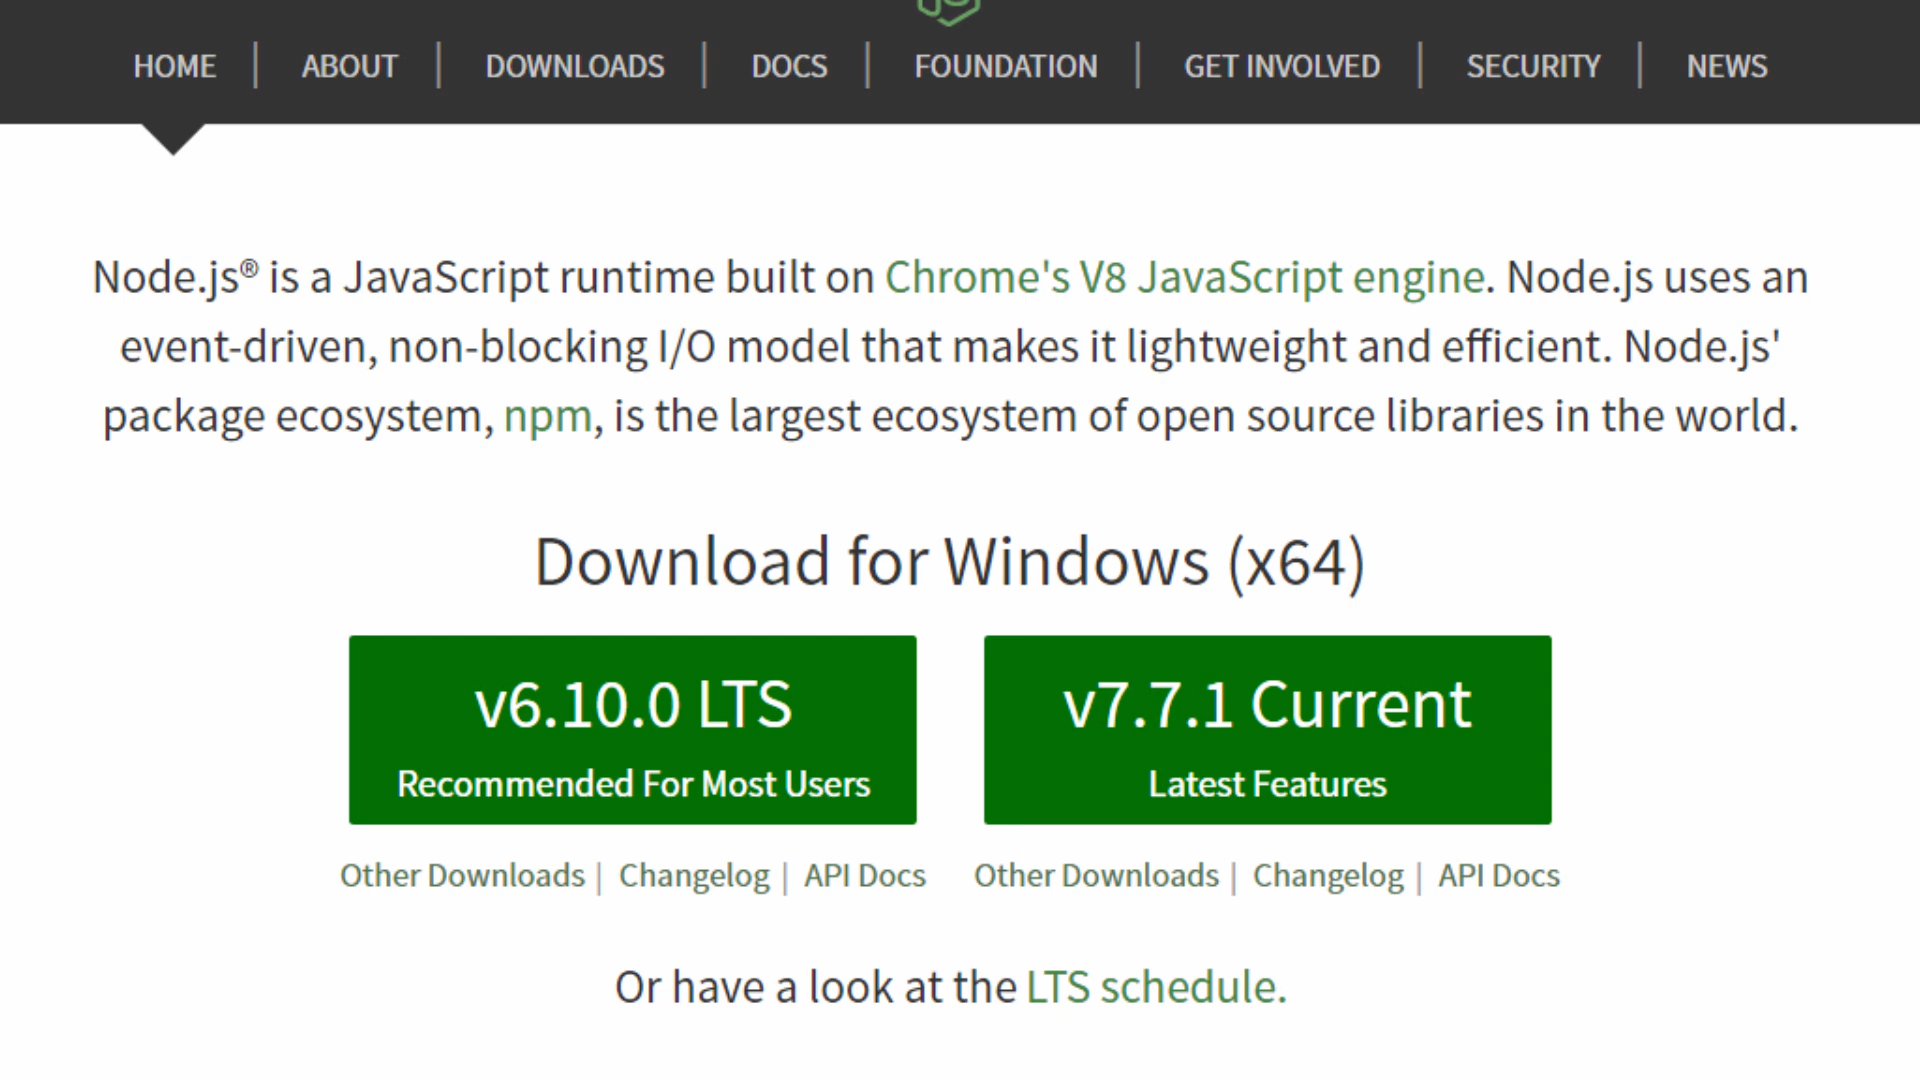 HOME | ABOUT | DOWNLOADS | DOCS | FOUNDATION | GET INVOLVED | SECURITY | NEWS
Node.js® is a JavaScript runtime built on Chrome's V8 JavaScript engine. Node.js uses an
event-driven, non-blocking I/O model that makes it lightweight and efficient. Node.js'
package ecosystem, npm, is the largest ecosystem of open source libraries in the world.
Download for Windows (x64)
v6.10.0 LTS
Recommended For Most Users
v7.7.1 Current
Latest Features
Other Downloads | Changelog | API Docs
Other Downloads | Changelog | API Docs
Or have a look at the LTS schedule.